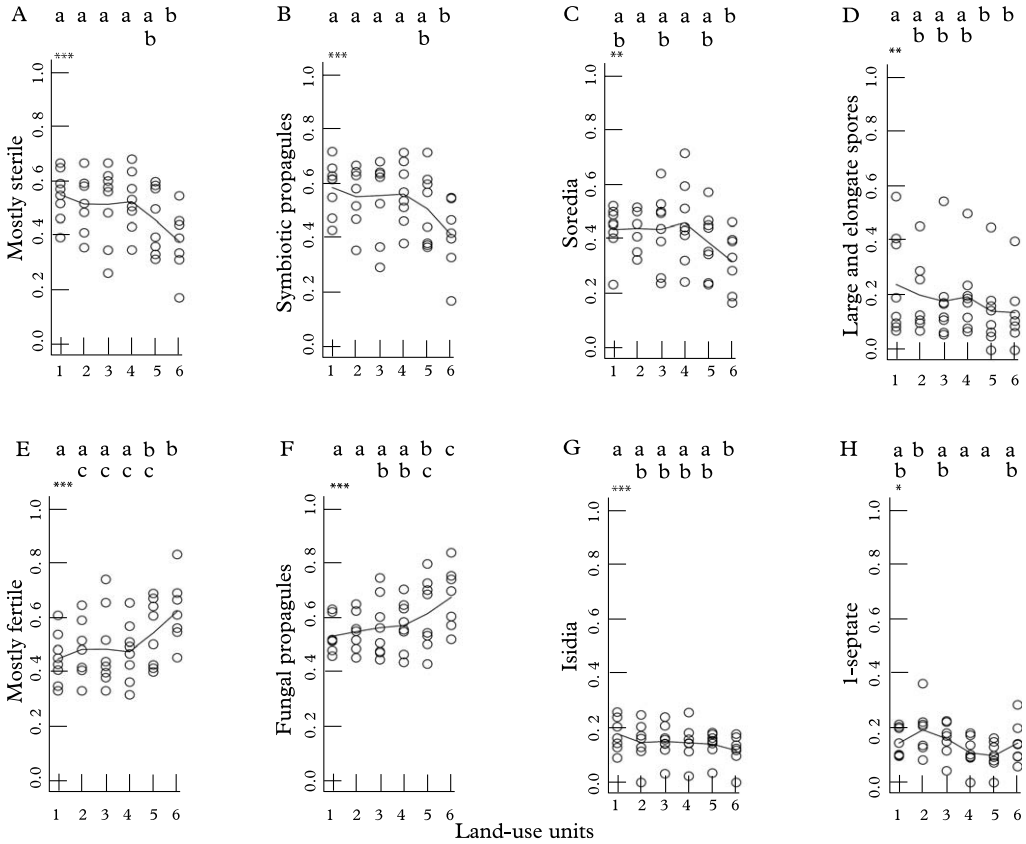 A a a a a a b
b
B a a a a a b
b
C a a a a a b
b b b
D a a a a b b
b b b
***
***
**
**
Mostly sterile
0.0 0.2 0.4 0.6 0.8 1.0
1 2 3 4 5 6
Symbiotic propagules
0.0 0.2 0.4 0.6 0.8 1.0
1 2 3 4 5 6
Soredia
0.0 0.2 0.4 0.6 0.8 1.0
1 2 3 4 5 6
Large and elongate spores
0.0 0.2 0.4 0.6 0.8 1.0
1 2 3 4 5 6
E a a a a b b
c c c c
F a a a a b c
b b c
G a a a a a b
b b b b
H a b a a a a
b b b
***
***
***
*
Mostly fertile
0.0 0.2 0.4 0.6 0.8 1.0
1 2 3 4 5 6
Fungal propagules
0.0 0.2 0.4 0.6 0.8 1.0
1 2 3 4 5 6
Isidia
0.0 0.2 0.4 0.6 0.8 1.0
1 2 3 4 5 6
1-septate
0.0 0.2 0.4 0.6 0.8 1.0
1 2 3 4 5 6
Land-use units